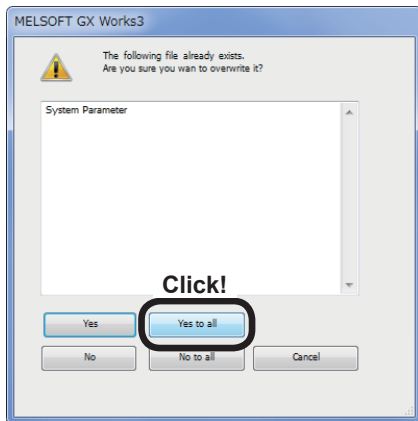 MELSOFT GX Works3
The following file already exists.
Are you sure you wan to overwrite it?
System Parameter
Click!
Yes
Yes to all
No
No to all
Cancel